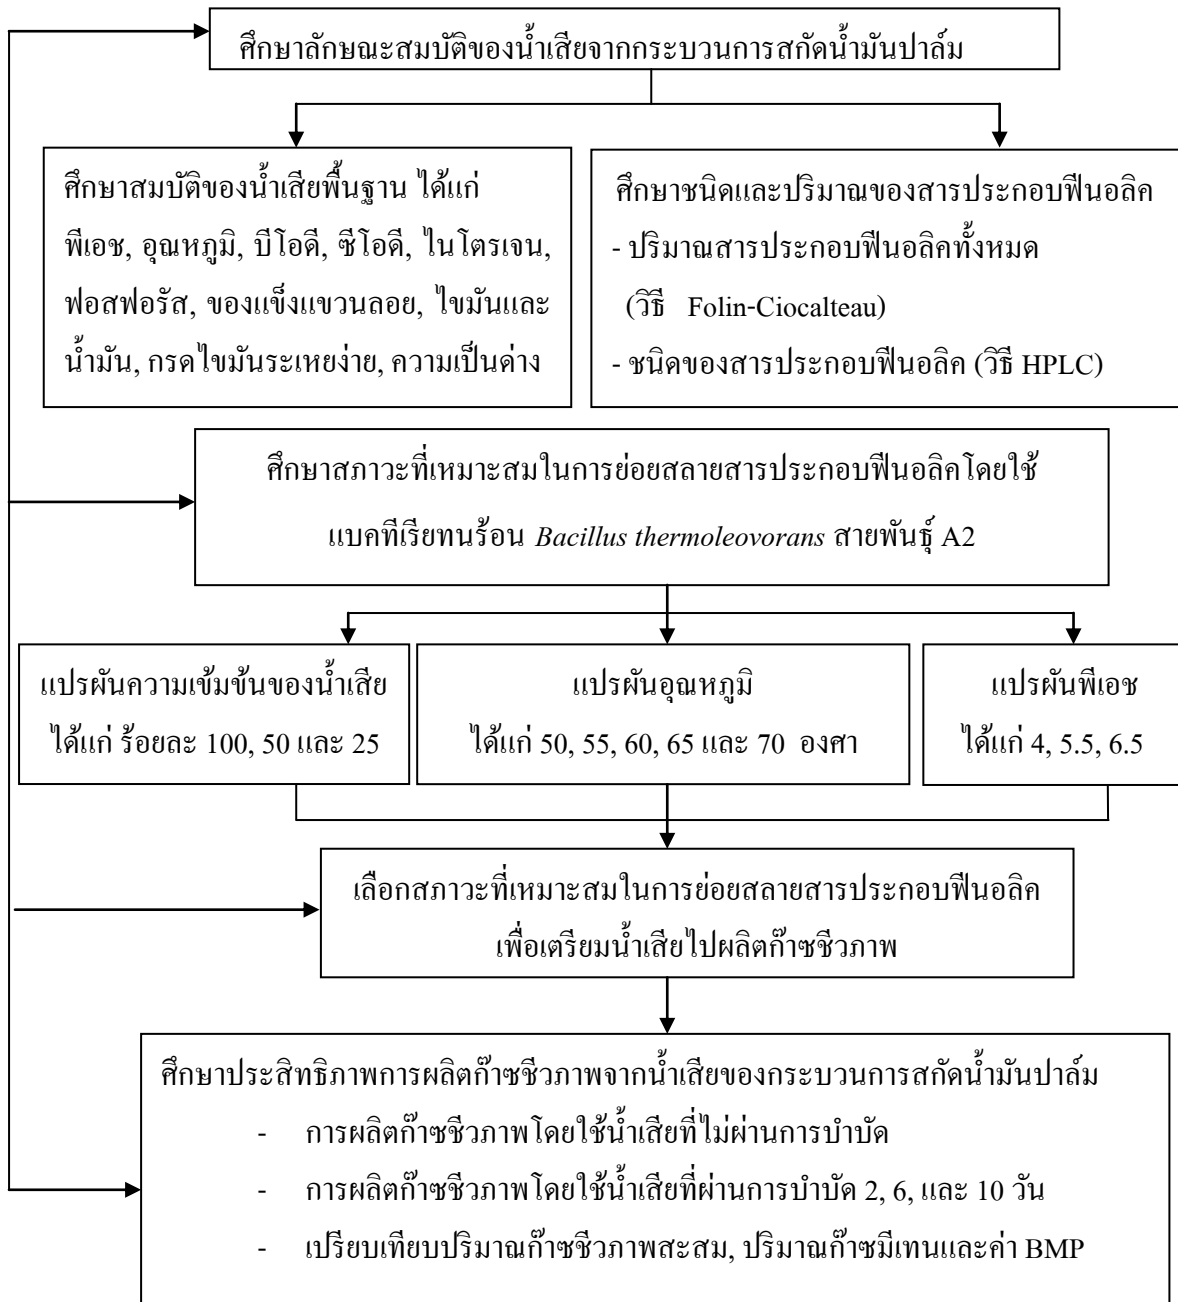 ศึกษาลักษณะสมบัติของน้ำเสียจากกระบวนการสกัดน้ำมันปาล์ม
ศึกษาสมบัติของน้ำเสียพื้นฐาน ได้แก่
พีเอช, อุณหภูมิ, บีโอดี, ซีโอดี, ไนโตรเจน,
ฟอสฟอรัส, ของแข็งแขวนลอย, ไขมันและ
น้ำมัน, กรดไขมันระเหยง่าย, ความเป็นด่าง
ศึกษาชนิดและปริมาณของสารประกอบฟีนอลิค
- ปริมาณสารประกอบฟีนอลิคทั้งหมด
(วิธี Folin-Ciocalteau)
- ชนิดของสารประกอบฟีนอลิค (วิธี HPLC)
ศึกษาสภาวะที่เหมาะสมในการย่อยสลายสารประกอบฟีนอลิคโดยใช้
แบคทีเรียทนร้อน Bacillus thermoleovorans สายพันธุ์ A2
แปรผันความเข้มข้นของน้ำเสีย
ได้แก่ ร้อยละ 100, 50 และ 25
แปรผันอุณหภูมิ
ได้แก่ 50, 55, 60, 65 และ 70 องศา
แปรผันพีเอช
ได้แก่ 4, 5.5, 6.5
เลือกสภาวะที่เหมาะสมในการย่อยสลายสารประกอบฟีนอลิค
เพื่อเตรียมน้ำเสียไปผลิตก๊าซชีวภาพ
ศึกษาประสิทธิภาพการผลิตก๊าซชีวภาพจากน้ำเสียของกระบวนการสกัดน้ำมันปาล์ม
- การผลิตก๊าซชีวภาพโดยใช้น้ำเสียที่ไม่ผ่านการบำบัด
- การผลิตก๊าซชีวภาพโดยใช้น้ำเสียที่ผ่านการบำบัด 2, 6, และ 10 วัน
- เปรียบเทียบปริมาณก๊าซชีวภาพสะสม, ปริมาณก๊าซมีเทนและค่า BMP